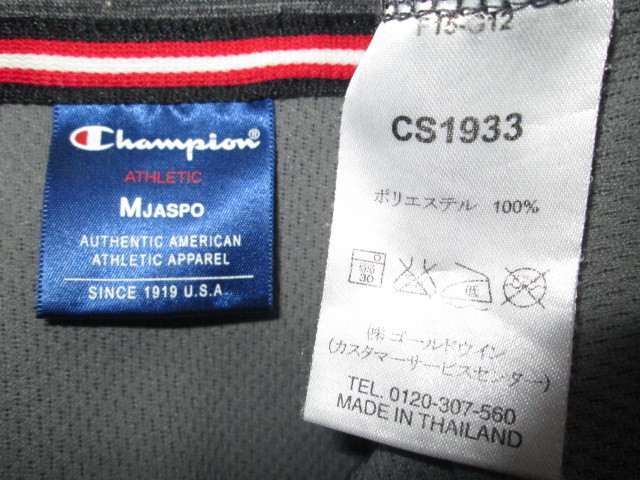 Champion®
ATHLETIC
MJASPO
AUTHENTIC AMERICAN
ATHLETIC APPAREL
SINCE 1919 U.S.A.
CS1933
ポリエステル 100%
30
低
(株)ゴールドウイン
(カスタマーサービスセンター)
TEL. 0120-307-560
MADE IN THAILAND